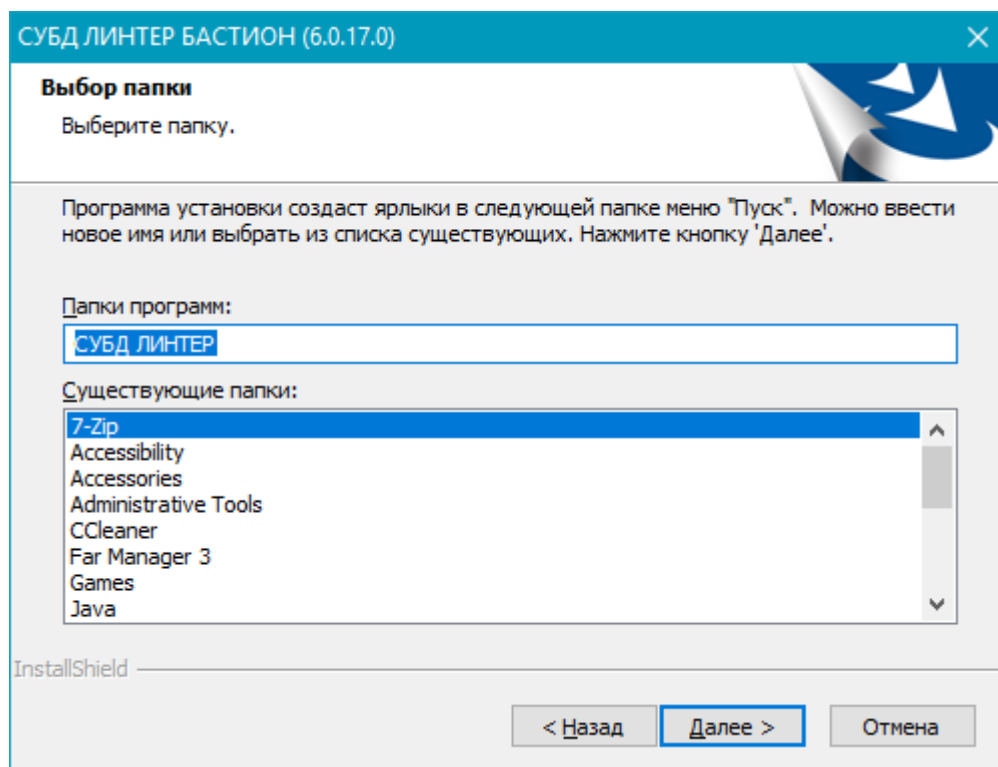 СУБД ЛИНТЕР БАСТИОН (6.0.17.0)
Выбор папки
Выберите папку.
Программа установки создаст ярлыки в следующей папке меню "Пуск".  Можно ввести
новое имя или выбрать из списка существующих. Нажмите кнопку 'Далее'.
Папки программ:
СУБД ЛИНТЕР
Существующие папки:
7-Zip
Accessibility
Accessories
Administrative Tools
CCleaner
Far Manager 3
Games
Java
InstallShield
< Назад
Далее >
Отмена